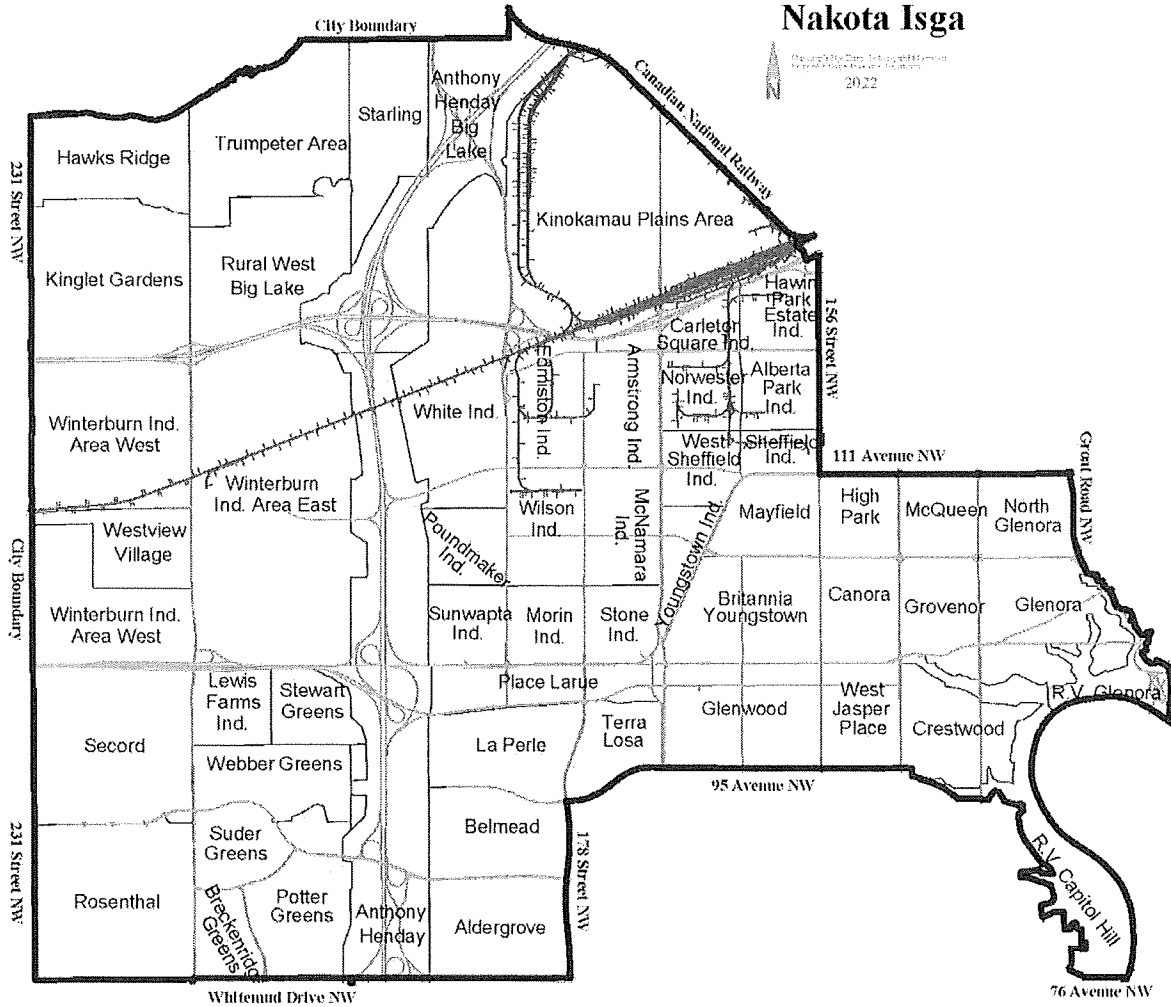 Nakota Isga
2022
City Boundary
Canadian National Railway
Anthony
Henday
Big
Lake
Starling
Trumpeter Area
Hawks Ridge
231 Street NW
Kinokamau Plains Area
Kinglet Gardens
Rural West
Big Lake
Hawin
Park
Estate
Ind.
156 Street NW
Carleton
Square Ind.
Edmiston Ind.
Armstrong Ind.
Norwester
Ind.
Alberta
Park
Ind.
White Ind.
Winterburn Ind.
Area West
West
Sheffield
Ind.
Sheffield
Ind.
111 Avenue NW
Groat Road NW
Winterburn
Ind. Area East
Wilson
Ind.
McNamara
Ind.
Youngstown Ind.
Mayfield
High
Park
McQueen
North
Glenora
Westview
Village
Poundmaker
Ind.
City Boundary
Winterburn Ind.
Area West
Sunwapta
Ind.
Morin
Ind.
Stone
Ind.
Britannia
Youngstown
Canora
Grovenor
Glenora
Lewis
Farms
Ind.
Stewart
Greens
Place Larue
R.V. Glenora
Secord
La Perle
Terra
Losa
Glenwood
West
Jasper
Place
Crestwood
Webber Greens
95 Avenue NW
231 Street NW
Suder
Greens
Belmead
178 Street NW
R.V. Capitol Hill
Rosenthal
Breckenridge
Greens
Potter
Greens
Anthony
Henday
Aldergrove
Whitemud Drive NW
76 Avenue NW
N